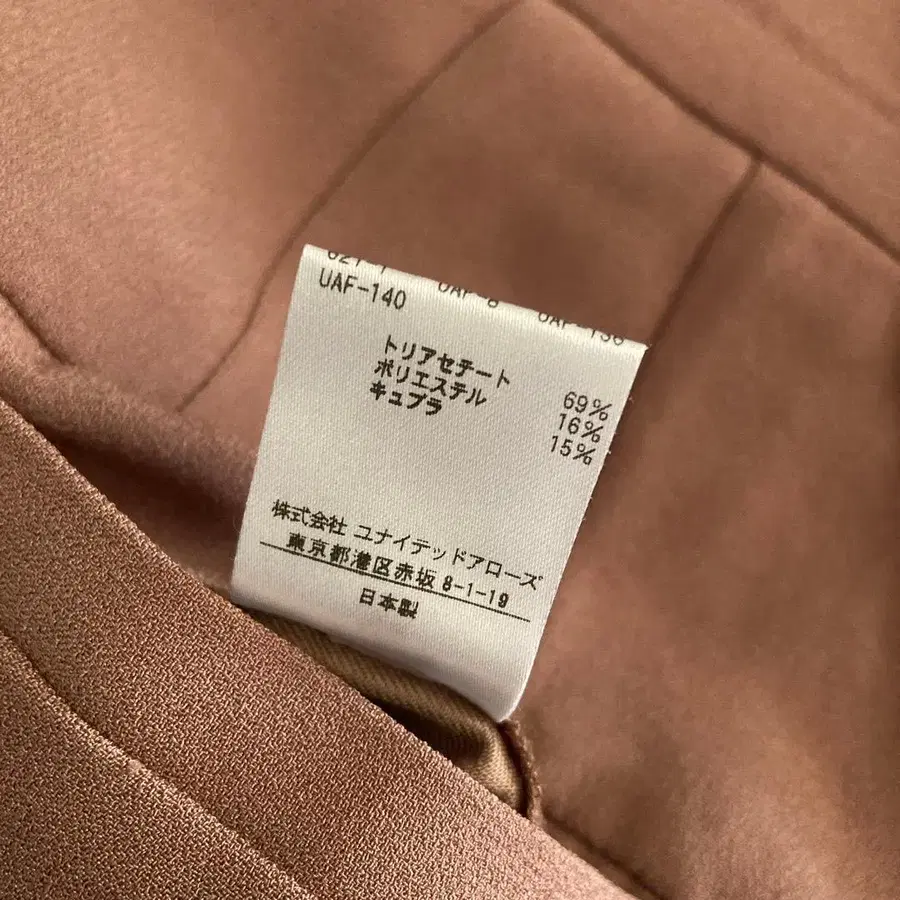 UAF-140
トリアセテート 69%
ポリエステル 16%
キュプラ 15%
株式会社 ユナイテッドアローズ
東京都港区赤坂 8-1-19
日本製